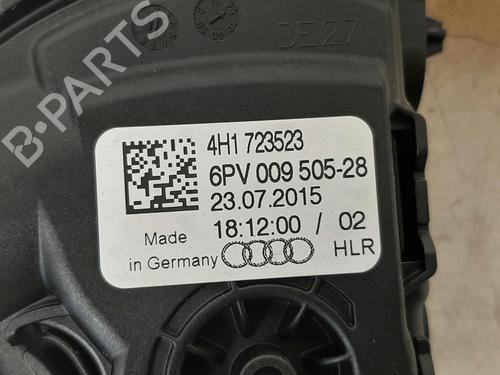 DE27
4H1 723523
6PV 009 505-28
23.07.2015
18:12:00 / 02
Made
in Germany
HLR
B-PARTS